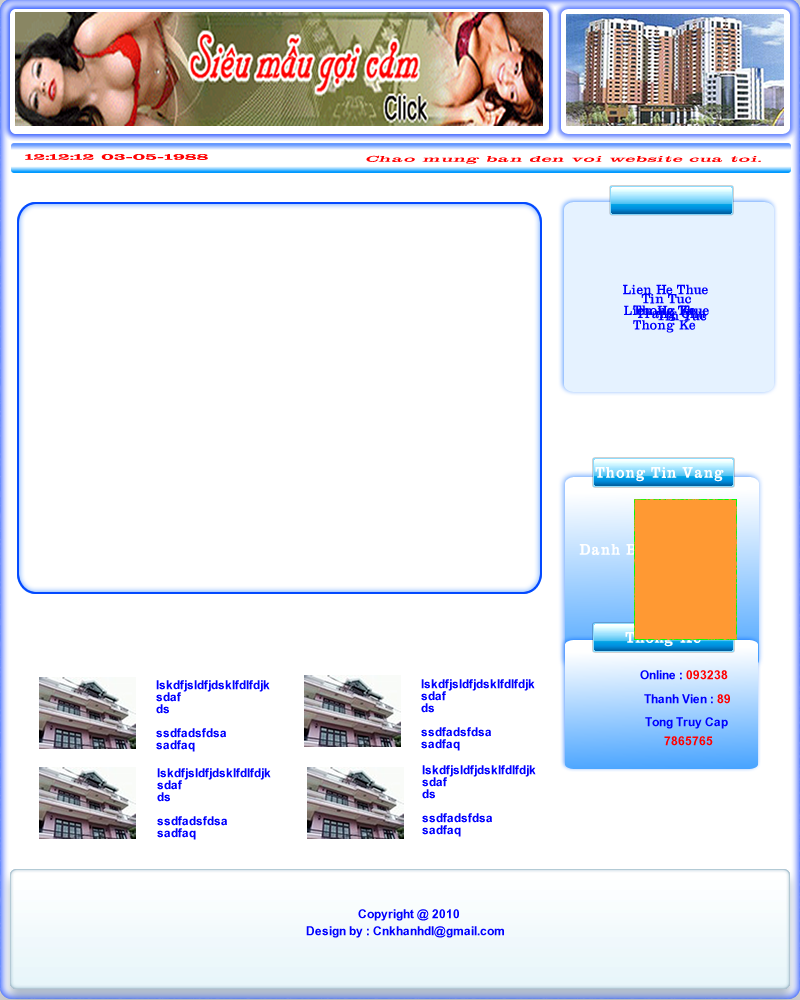 Siêu mẫu gợi cảm
Click
12:12:12 03-05-1988
Chao mung ban den voi website cua toi.
Lien He Thue
Tin Tuc
Thong Ke
Thong Tin Vang
Danh
Thong Ke
Online : 093238
Thanh Vien : 89
Tong Truy Cap
7865765
lskdfjsldfjdsklfdlfdjk
sdaf
ds
ssdfadsfdsa
sadfaq
lskdfjsldfjdsklfdlfdjk
sdaf
ds
ssdfadsfdsa
sadfaq
lskdfjsldfjdsklfdlfdjk
sdaf
ds
ssdfadsfdsa
sadfaq
lskdfjsldfjdsklfdlfdjk
sdaf
ds
ssdfadsfdsa
sadfaq
Copyright @ 2010
Design by : Cnkhanhdl@gmail.com